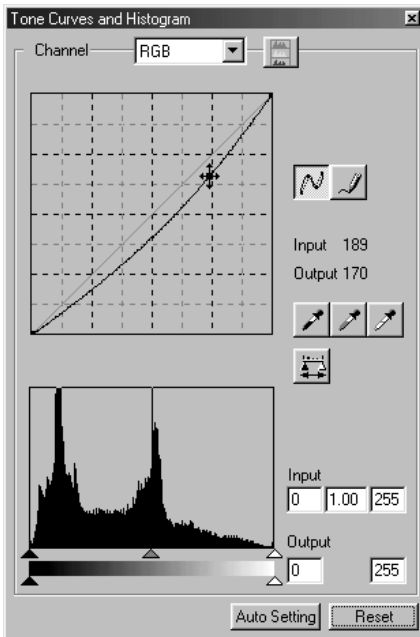 Tone Curves and Histogram
Channel RGB
Input 189
Output 170
Input
0 1.00 255
Output
0 255
Auto Setting Reset